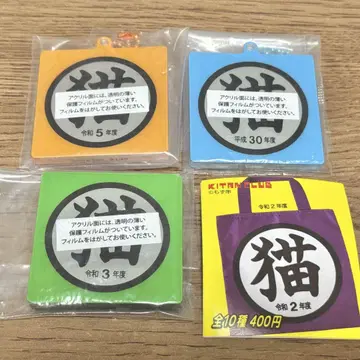 猫
アクリル面には、透明の薄い
保護フィルムがついています。
フィルムをはがしてお使いください。
令和5年度
猫
アクリル面には、透明の薄い
保護フィルムがついています。
フィルムをはがしてお使いください。
平成30年度
猫
アクリル面には、透明の薄い
保護フィルムがついています。
フィルムをはがしてお使いください。
令和3年度
KITAN CLUB
令和2年度
猫
令和2年度
全10種 400円